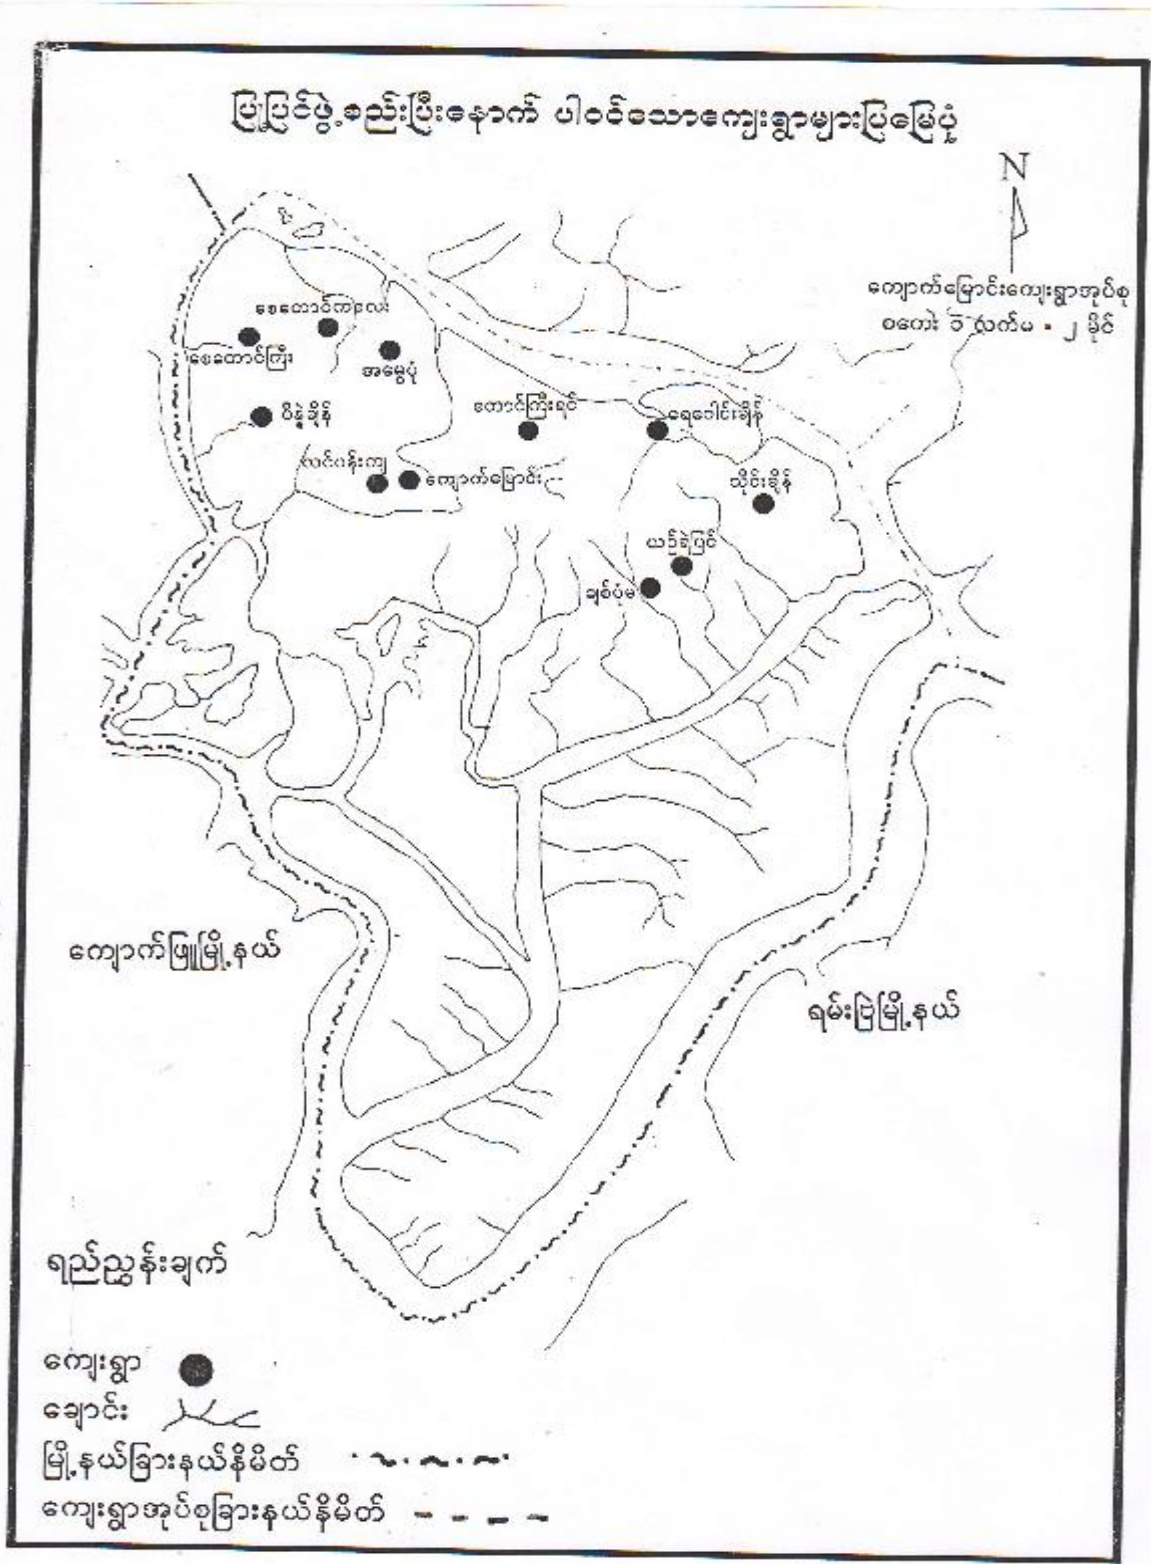 ပြုပြင်ဖွဲ့စည်းပြီးနောက် ပါဝင်သောကျေးရွာများပြမြေပုံ
N
ကျောက်မြောင်းကျေးရွာအုပ်စု
စကေး ၁ လက်မ = ၂ မိုင်
စေတောင်ကလေး
စေတောင်ကြီး
အမွေပုံ
ပိန္နဲချိန်
တောင်ကြီးရင်
ရေခေါင်းချိန်
လင်ပန်းကျ
ကျောက်မြောင်း
သိုင်းချိန်
ယဉ်ရဲပြင်
ချစ်ပုံမ
ကျောက်ဖြူမြို့နယ်
ရမ်းဗြဲမြို့နယ်
ရည်ညွှန်းချက်
ကျေးရွာ
ချောင်း
မြို့နယ်ခြားနယ်နိမိတ်
ကျေးရွာအုပ်စုခြားနယ်နိမိတ်